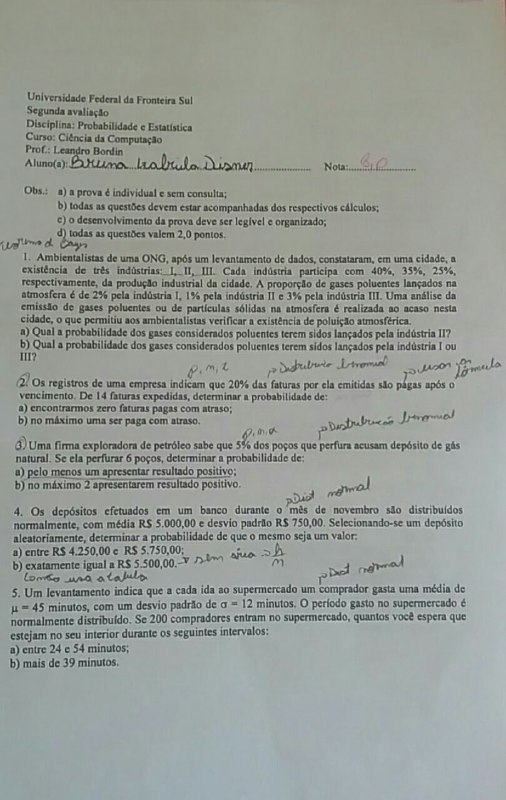 Universidade Federal da Fronteira Sul
Segunda avaliação
Disciplina: Probabilidade e Estatística
Curso: Ciência da Computação
Prof.: Leandro Bordin
Aluno(a): Bruna Disner Nota: 8,0
Obs.: a) a prova é individual e sem consulta;
b) todas as questões devem estar acompanhadas dos respectivos cálculos;
c) o desenvolvimento da prova deve ser legível e organizado;
d) todas as questões valem 2,0 pontos.
Teorema d Bays
1. Ambientalistas de uma ONG, após um levantamento de dados, constataram, em uma cidade, a
existência de três indústrias: I, II, III. Cada indústria participa com 40%, 35%, 25%,
respectivamente, da produção industrial da cidade. A proporção de gases poluentes lançados na
atmosfera é de 2% pela indústria I, 1% pela indústria II e 3% pela indústria III. Uma análise da
emissão de gases poluentes ou de partículas sólidas na atmosfera é realizada ao acaso nesta
cidade, o que permitiu aos ambientalistas verificar a existência de poluição atmosférica.
a) Qual a probabilidade dos gases considerados poluentes terem sidos lançados pela indústria II?
b) Qual a probabilidade dos gases considerados poluentes terem sidos lançados pela indústria I ou
III?
p, n, x Distribuição binomial usar a fórmula
2. Os registros de uma empresa indicam que 20% das faturas por ela emitidas são pagas após o
vencimento. De 14 faturas expedidas, determinar a probabilidade de:
a) encontrarmos zero faturas pagas com atraso;
b) no máximo uma ser paga com atraso.
p, n, x Distribuição binomial
3. Uma firma exploradora de petróleo sabe que 5% dos poços que perfura acusam depósito de gás
natural. Se ela perfurar 6 poços, determinar a probabilidade de:
a) pelo menos um apresentar resultado positivo;
b) no máximo 2 apresentarem resultado positivo.
Dist normal
4. Os depósitos efetuados em um banco durante o mês de novembro são distribuídos
normalmente, com média R$ 5.000,00 e desvio padrão R$ 750,00. Selecionando-se um depósito
aleatoriamente, determinar a probabilidade de que o mesmo seja um valor:
a) entre R$ 4.250,00 e R$ 5.750,00;
b) exatamente igual a R$ 5.500,00. sem área
usa a tabela Dist normal
5. Um levantamento indica que a cada ida ao supermercado um comprador gasta uma média de
μ = 45 minutos, com um desvio padrão de σ = 12 minutos. O período gasto no supermercado é
normalmente distribuído. Se 200 compradores entram no supermercado, quantos você espera que
estejam no seu interior durante os seguintes intervalos:
a) entre 24 e 54 minutos;
b) mais de 39 minutos.